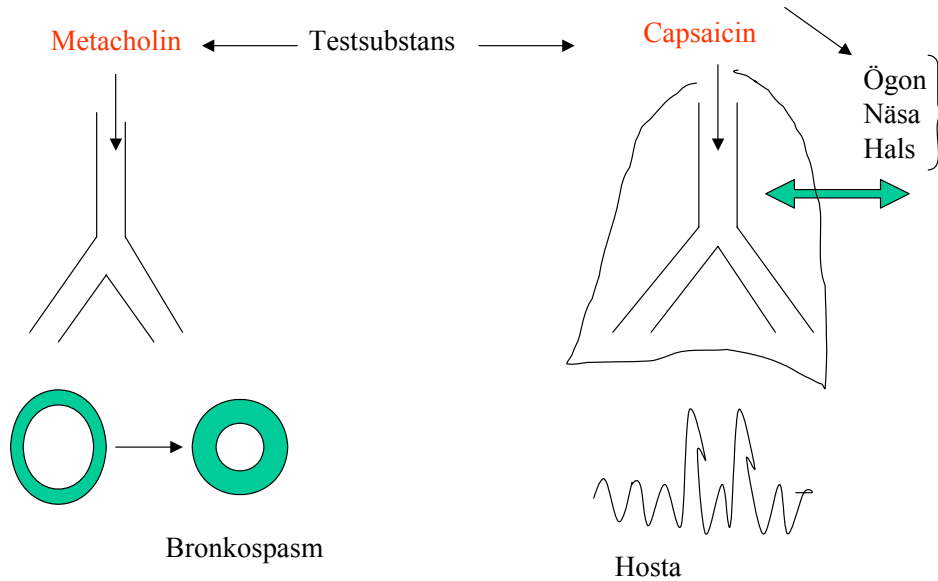 Metacholin
Testsubstans
Capsaicin
Ögon
Näsa
Hals
Bronkospasm
Hosta